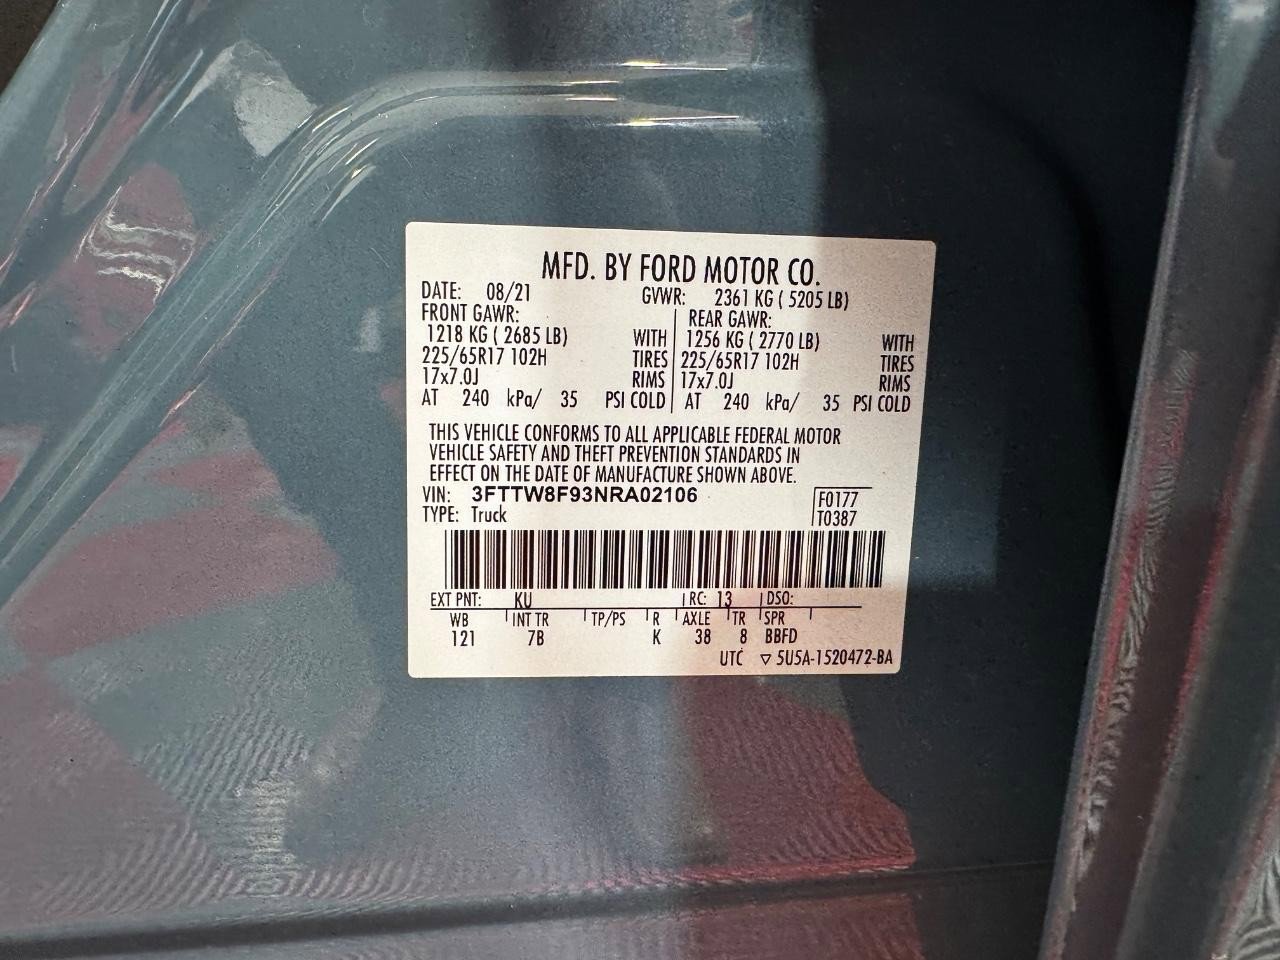 MFD. BY FORD MOTOR CO.
DATE: 08/21 GVWR: 2361 KG ( 5205 LB)
FRONT GAWR: REAR GAWR:
1218 KG ( 2685 LB) WITH 1256 KG ( 2770 LB) WITH
225/65R17 102H TIRES 225/65R17 102H TIRES
17x7.0J RIMS 17x7.0J RIMS
AT 240 kPa/ 35 PSI COLD AT 240 kPa/ 35 PSI COLD
THIS VEHICLE CONFORMS TO ALL APPLICABLE FEDERAL MOTOR
VEHICLE SAFETY AND THEFT PREVENTION STANDARDS IN
EFFECT ON THE DATE OF MANUFACTURE SHOWN ABOVE.
VIN: 3FTTW8F93NRA02106 F0177
TYPE: Truck T0387
EXT PNT: KU RC: 13 DSO:
WB INT TR TP/PS R AXLE TR SPR
121 7B K 38 8 BBFD
UTC ▽ 5U5A-1520472-BA